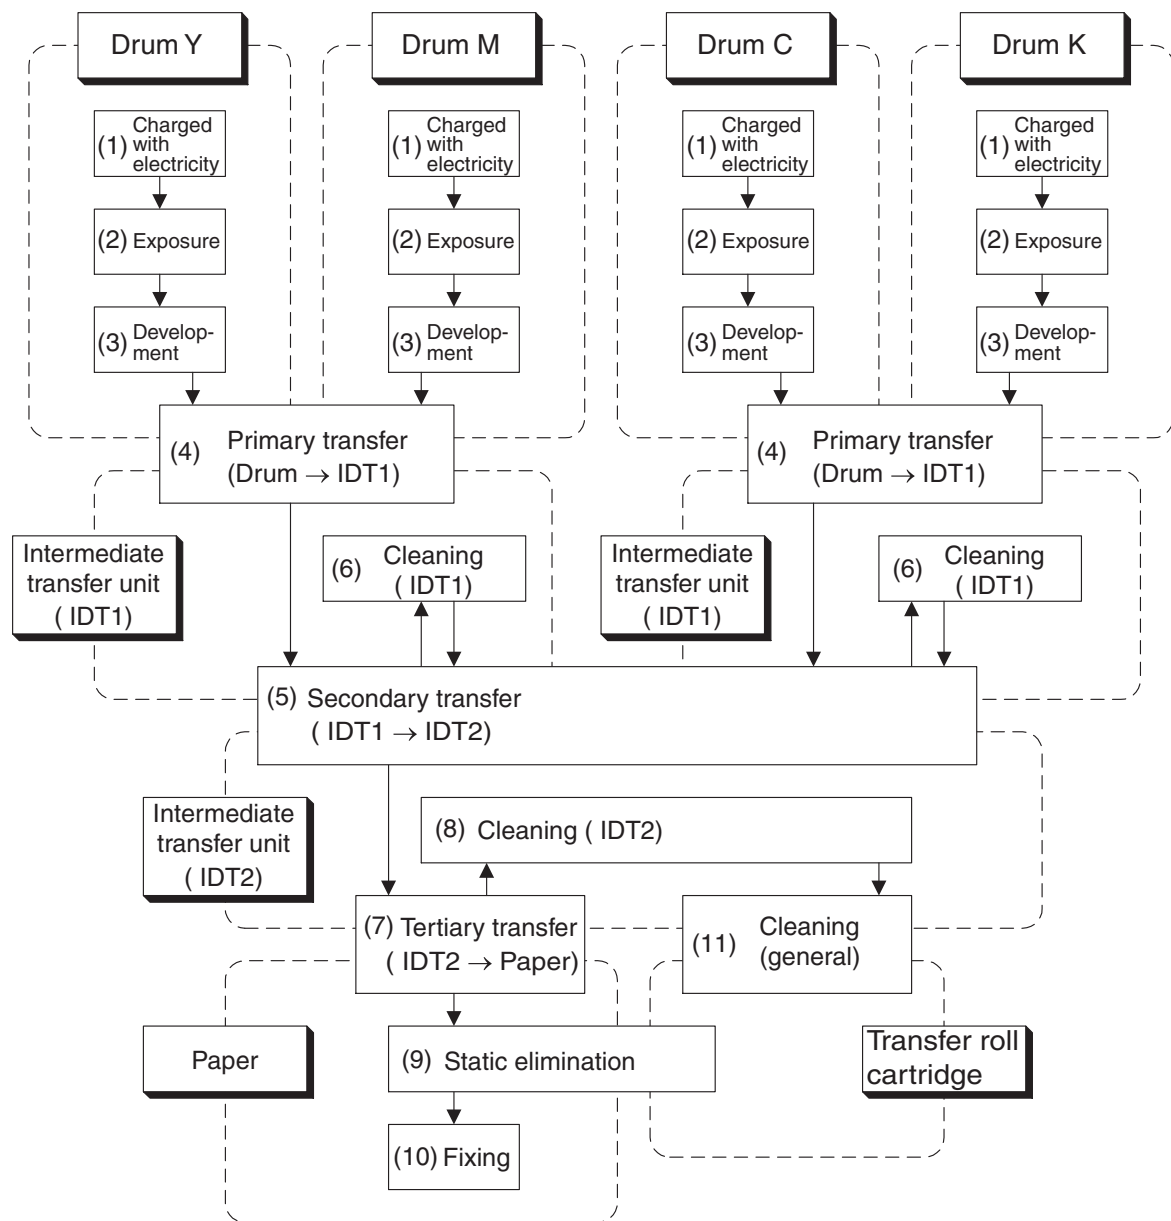 Drum Y
Drum M
Drum C
Drum K
(1) Charged
with
electricity
(1) Charged
with
electricity
(1) Charged
with
electricity
(1) Charged
with
electricity
(2) Exposure
(2) Exposure
(2) Exposure
(2) Exposure
(3) Develop-
ment
(3) Develop-
ment
(3) Develop-
ment
(3) Develop-
ment
(4) Primary transfer
(Drum → IDT1)
(4) Primary transfer
(Drum → IDT1)
Intermediate
transfer unit
( IDT1)
(6) Cleaning
( IDT1)
Intermediate
transfer unit
( IDT1)
(6) Cleaning
( IDT1)
(5) Secondary transfer
( IDT1 → IDT2)
Intermediate
transfer unit
( IDT2)
(8) Cleaning ( IDT2)
(7) Tertiary transfer
( IDT2 → Paper)
(11) Cleaning
(general)
Paper
(9) Static elimination
Transfer roll
cartridge
(10) Fixing